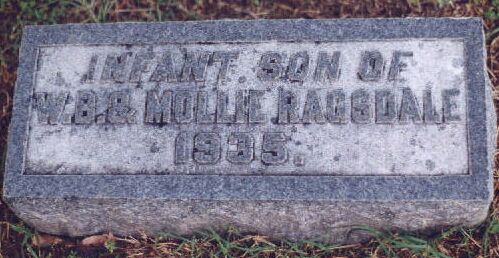 INFANT SON OF
W.B.& MOLLIE RAGSDALE
1935.